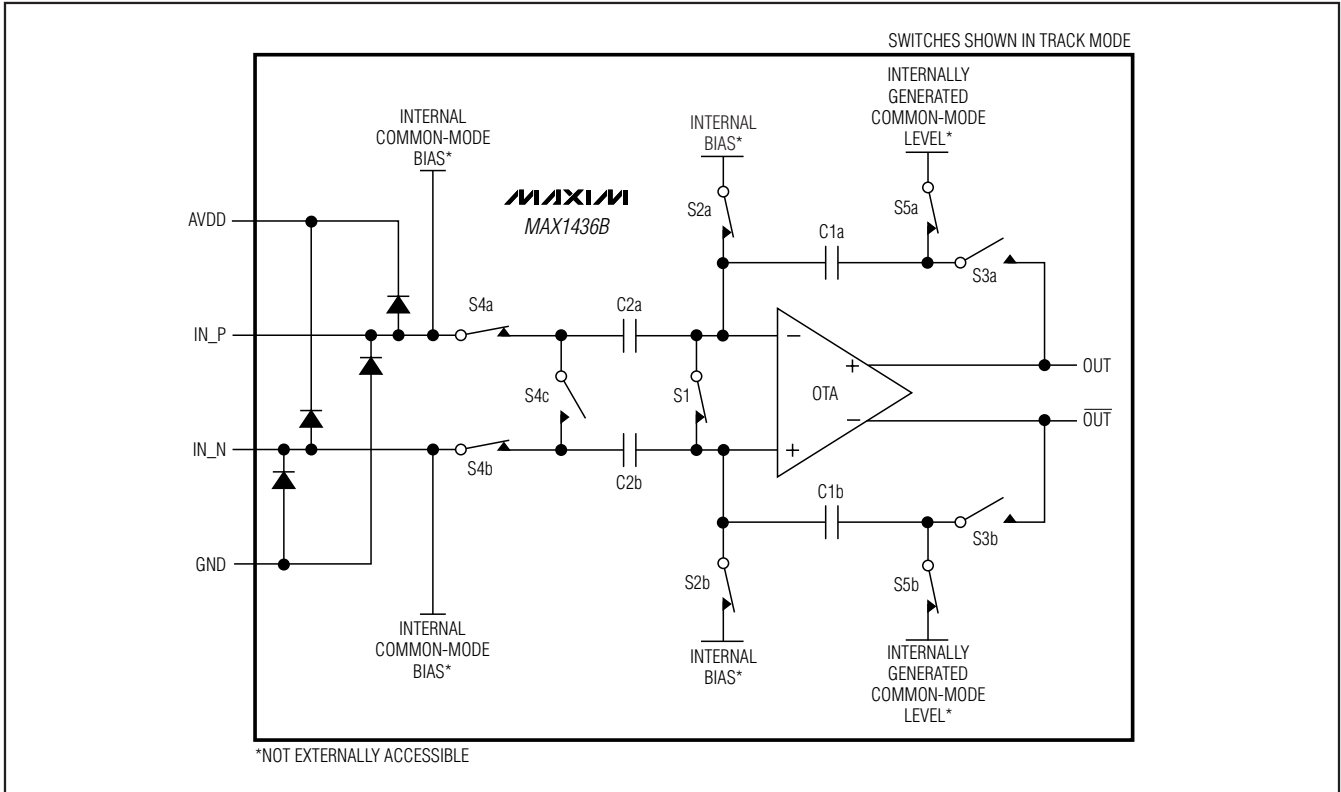 SWITCHES SHOWN IN TRACK MODE
INTERNALLY
GENERATED
COMMON-MODE
LEVEL*
INTERNAL
COMMON-MODE
BIAS*
INTERNAL
BIAS*
MAXIM
MAX1436B
AVDD
S2a
S5a
C1a
S3a
S4a
C2a
IN_P
OUT
S4c
S1
OTA
OUT
IN_N
S4b
C2b
C1b
S3b
GND
S2b
S5b
INTERNAL
COMMON-MODE
BIAS*
INTERNAL
BIAS*
INTERNALLY
GENERATED
COMMON-MODE
LEVEL*
*NOT EXTERNALLY ACCESSIBLE